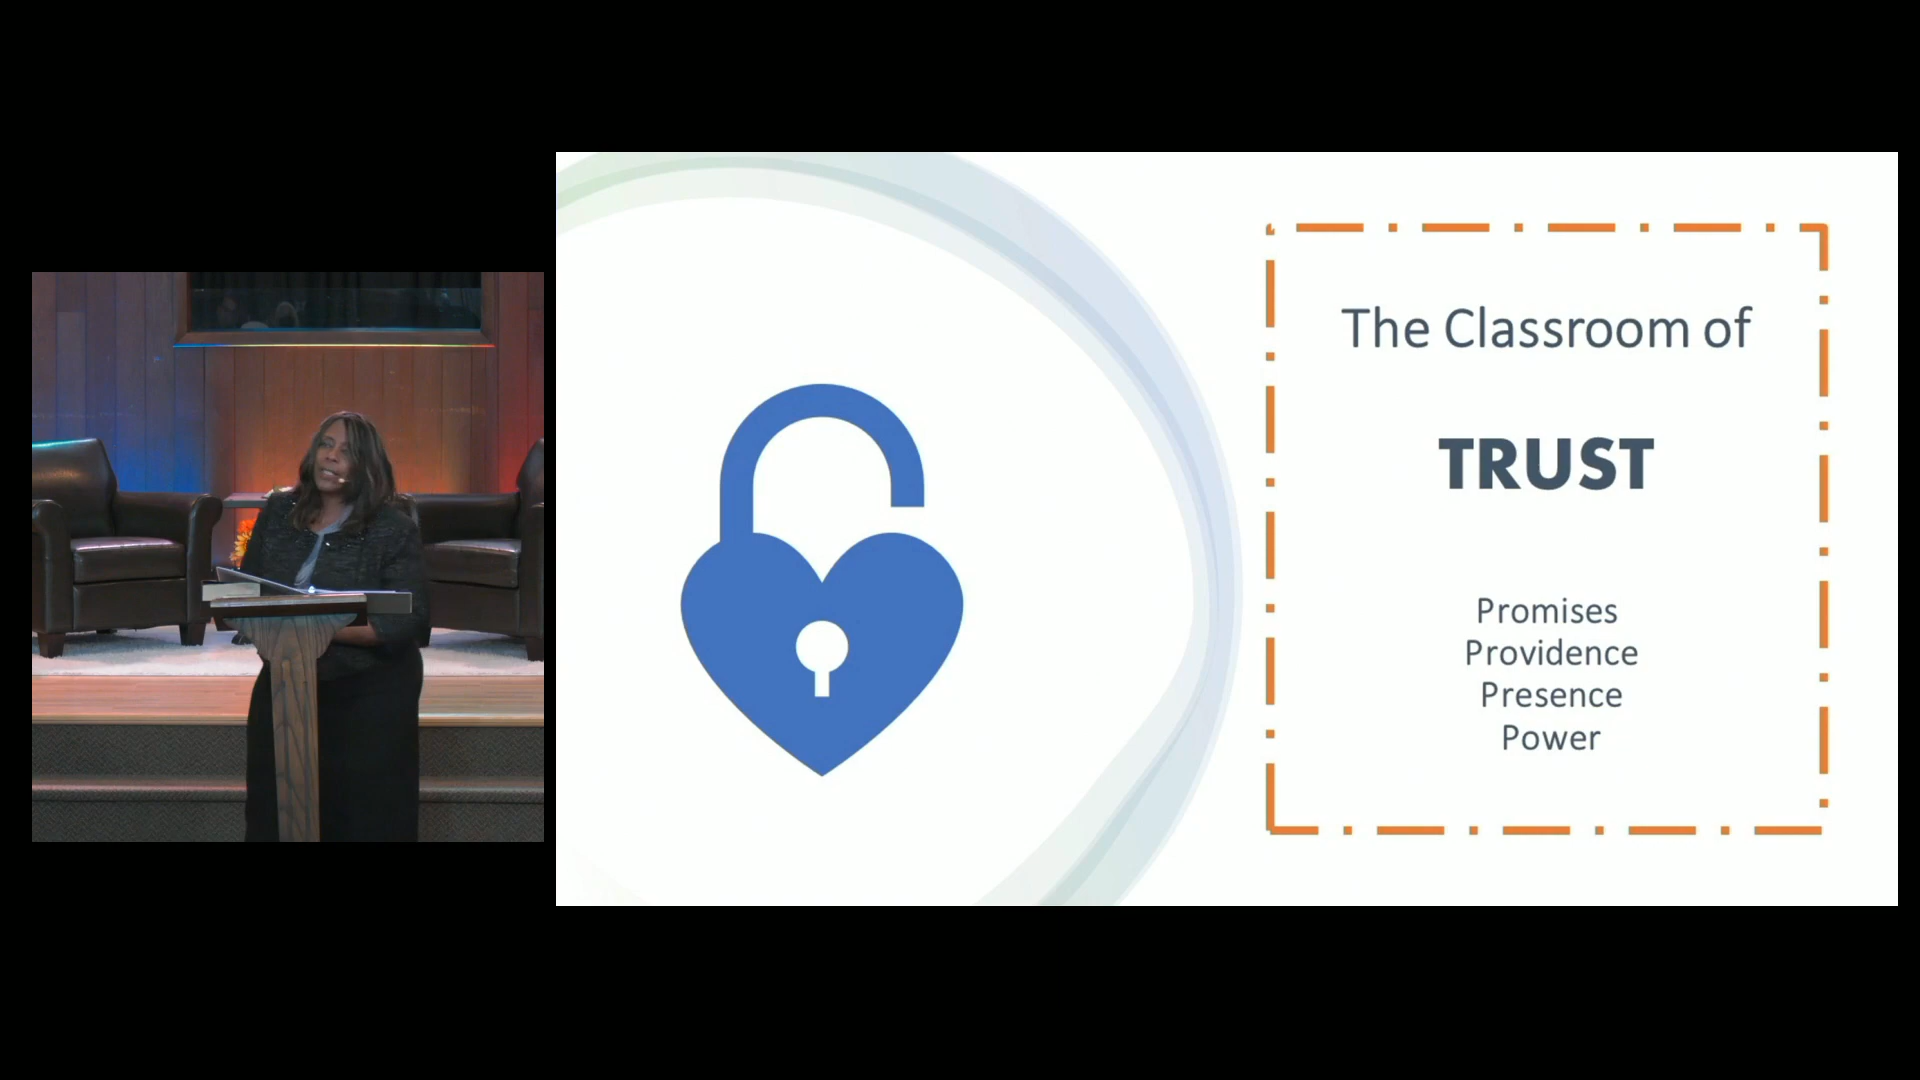 The Classroom of
TRUST
Promises
Providence
Presence
Power